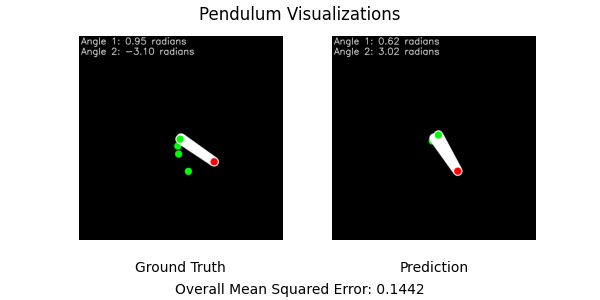 Pendulum Visualizations
Angle 1: 0.95 radians
Angle 2: −3.10 radians
Angle 1: 0.62 radians
Angle 2: 3.02 radians
Ground Truth
Prediction
Overall Mean Squared Error: 0.1442